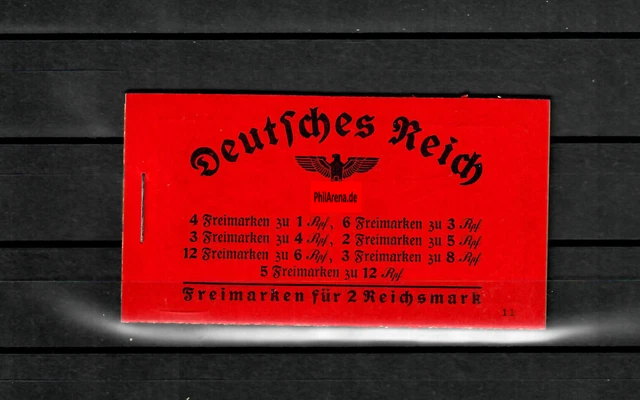 Deutsches Reich
PhilArena.de
4 Freimarken zu 1 Rpf, 6 Freimarken zu 3 Rpf
3 Freimarken zu 4 Rpf, 2 Freimarken zu 5 Rpf
12 Freimarken zu 6 Rpf, 3 Freimarken zu 8 Rpf
5 Freimarken zu 12 Rpf
Freimarken für 2 Reichsmark